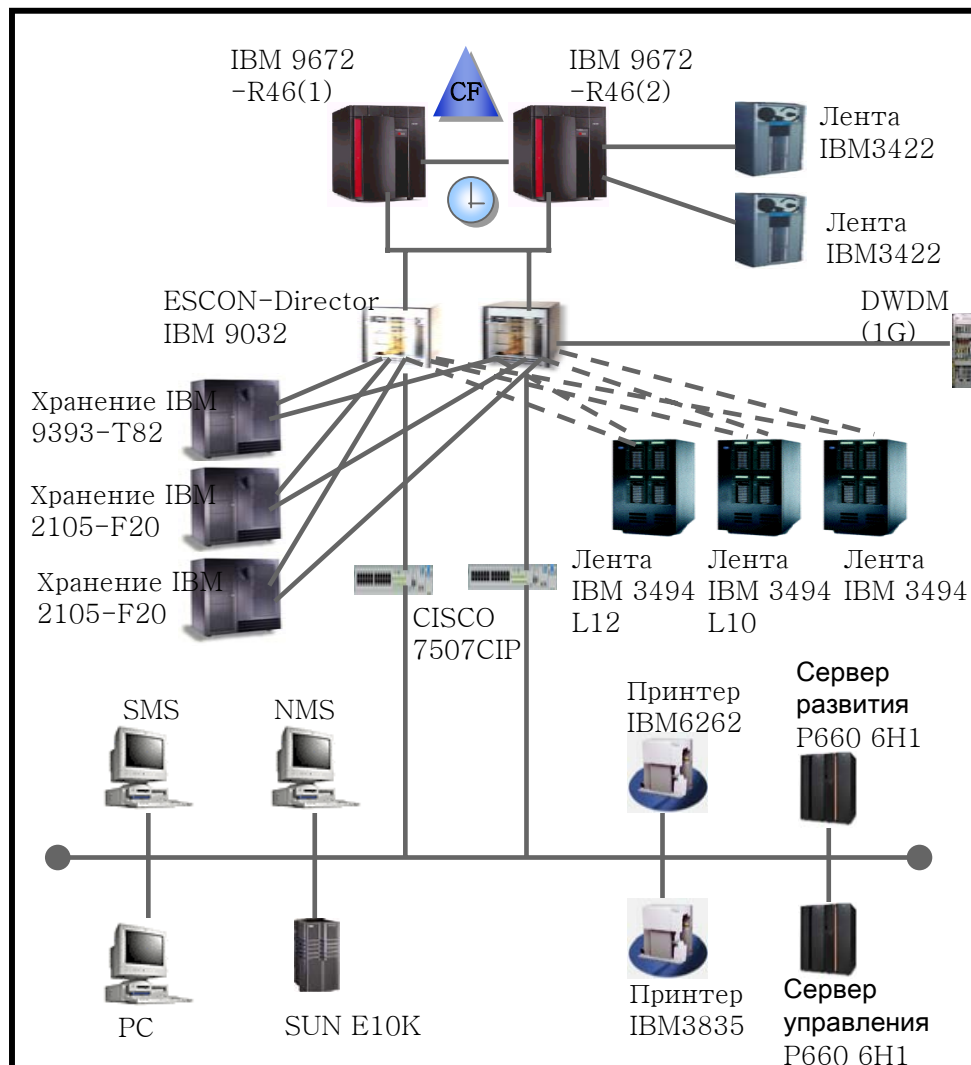 IBM 9672
-R46(1)
CF
IBM 9672
-R46(2)
Лента
IBM3422
Лента
IBM3422
ESCON-Director
IBM 9032
DWDM
(1G)
Хранение IBM
9393-T82
Хранение IBM
2105-F20
Хранение IBM
2105-F20
Лента
IBM 3494
L12
Лента
IBM 3494
L10
Лента
IBM 3494
CISCO
7507CIP
SMS
NMS
Принтер
IBM6262
Сервер
развития
P660 6H1
PC
SUN E10K
Принтер
IBM3835
Сервер
управления
P660 6H1